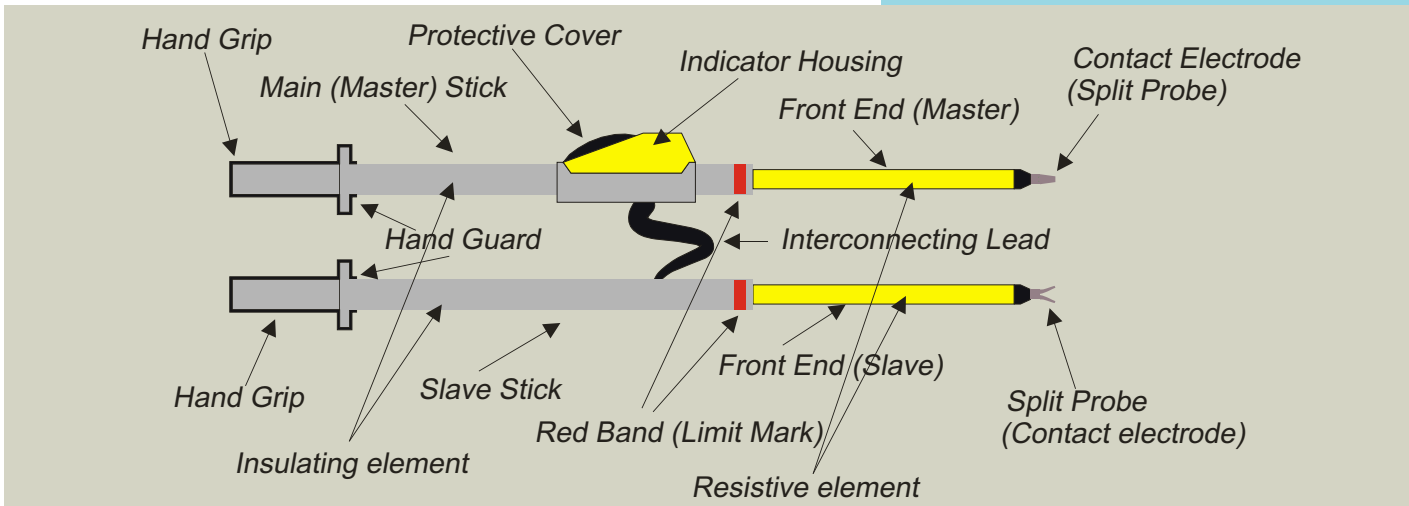 Hand Grip
Protective Cover
Indicator Housing
Contact Electrode
(Split Probe)
Main (Master) Stick
Front End (Master)
Hand Guard
Interconnecting Lead
Front End (Slave)
Hand Grip
Slave Stick
Split Probe
(Contact electrode)
Red Band (Limit Mark)
Insulating element
Resistive element